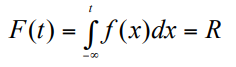 F(t) = ∫_{-∞}^{t} f(x)dx = R